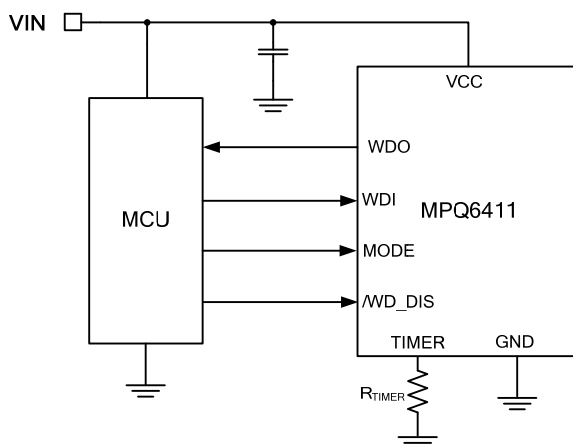 VIN
VCC
WDO
WDI
MCU
MPQ6411
MODE
/WD_DIS
TIMER
GND
RTIMER